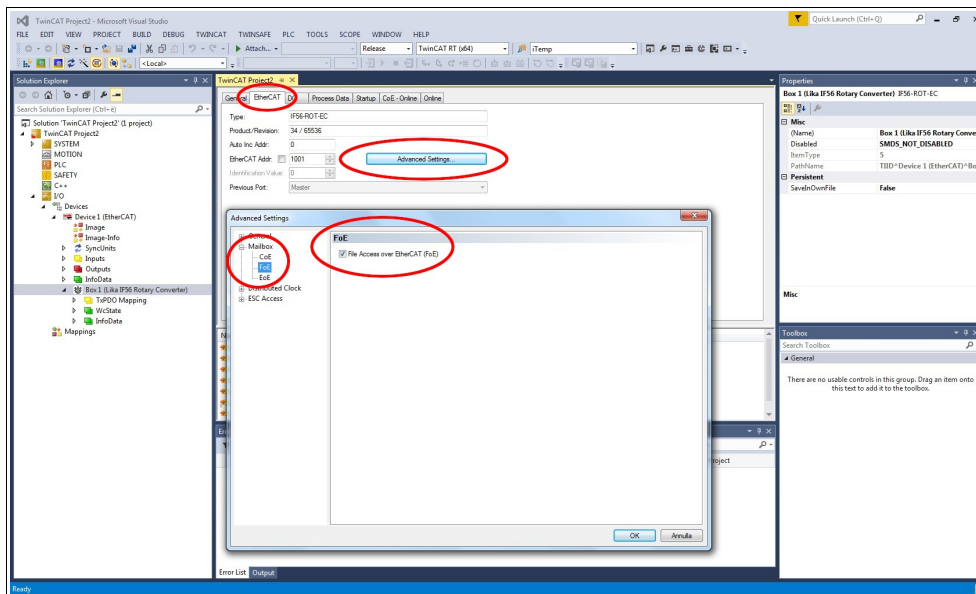 TwinCAT Project2 - Microsoft Visual Studio
Quick Launch (Ctrl+Q)
FILE EDIT VIEW PROJECT BUILD DEBUG TWINCAT TWINSAFE PLC TOOLS SCOPE WINDOW HELP
Attach... Release TwinCAT RT (x64) iTemp
<Local>
Solution Explorer
Search Solution Explorer (Ctrl+è)
Solution 'TwinCAT Project2' (1 project)
TwinCAT Project2
SYSTEM
MOTION
PLC
SAFETY
C++
I/O
Devices
Device 1 (EtherCAT)
Image
Image-Info
SyncUnits
Inputs
Outputs
InfoData
Box 1 (Lika IF56 Rotary Converter)
TxPDO Mapping
WcState
InfoData
Mappings
TwinCAT Project2
General EtherCAT Process Data Startup CoE - Online Online
Type: IF56-ROT-EC
Product/Revision: 34 / 65536
Auto Inc Addr: 0
EtherCAT Addr: 1001 Advanced Settings...
Identification Value: 0
Previous Port: Master
Advanced Settings
General
Mailbox
CoE
FoE
EoE
Distributed Clock
ESC Access
FoE
File Access over EtherCAT (FoE)
OK Annulla
Error List Output
Properties
Box 1 (Lika IF56 Rotary Converter) IF56-ROT-EC
Misc
(Name) Box 1 (Lika IF56 Rotary Conve
Disabled SMDS_NOT_DISABLED
ItemType 5
PathName TIID^Device 1 (EtherCAT)^Bo
Persistent
SaveInOwnFile False
Misc
Toolbox
Search Toolbox
General
There are no usable controls in this group. Drag an item onto
this text to add it to the toolbox.
Ready